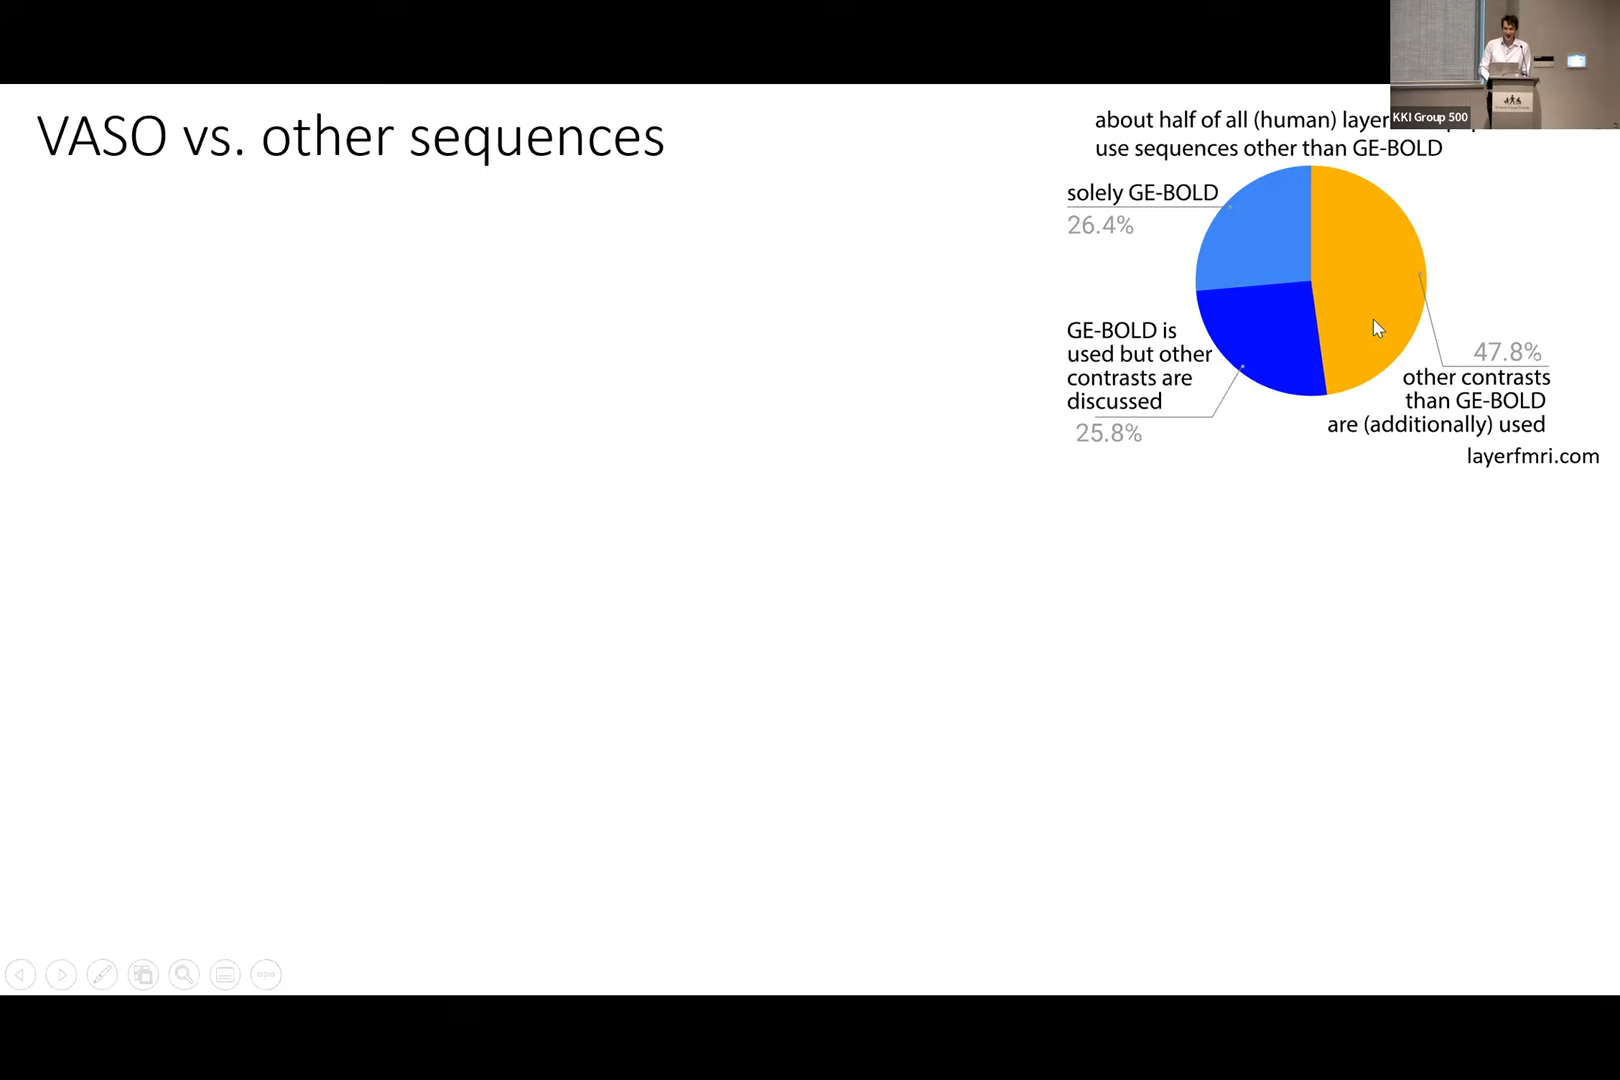 VASO vs. other sequences
about half of all (human) layer
use sequences other than GE-BOLD
solely GE-BOLD
26.4%
GE-BOLD is
used but other
contrasts are
discussed
25.8%
47.8%
other contrasts
than GE-BOLD
are (additionally) used
layerfmri.com
KKI Group 500